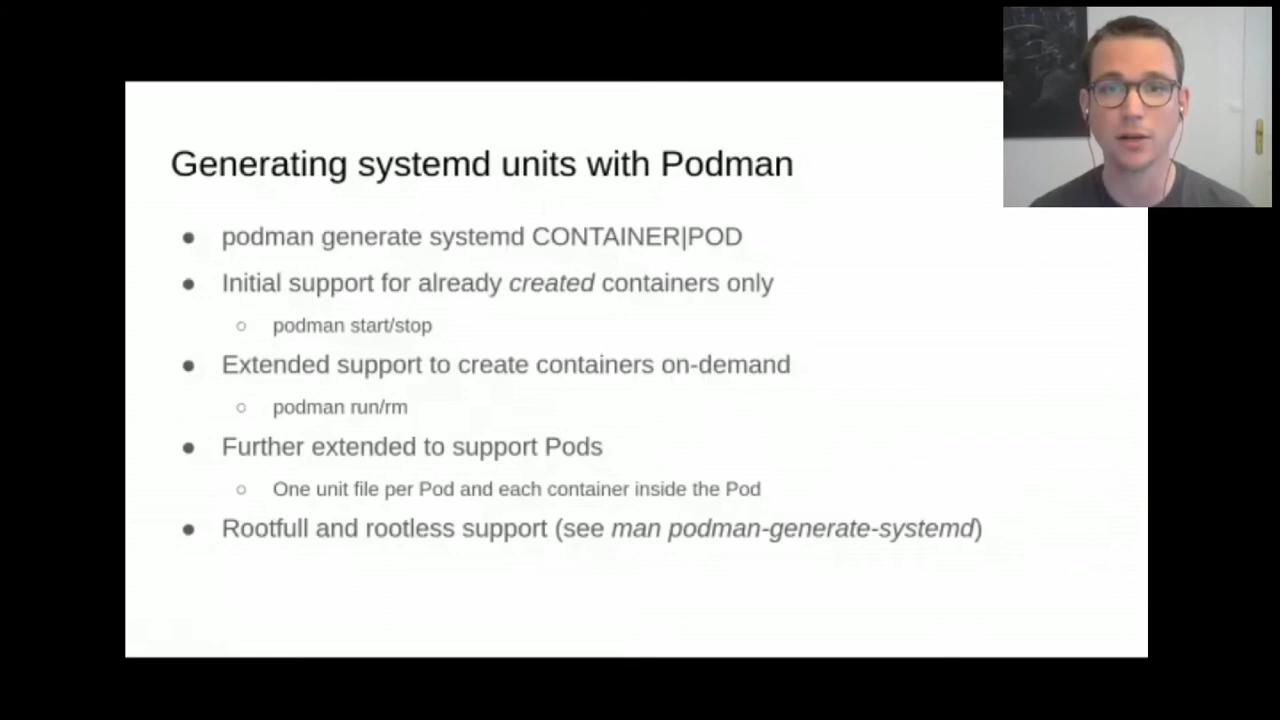 Generating systemd units with Podman
● podman generate systemd CONTAINER|POD
● Initial support for already created containers only
○ podman start/stop
● Extended support to create containers on-demand
○ podman run/rm
● Further extended to support Pods
○ One unit file per Pod and each container inside the Pod
● Rootfull and rootless support (see man podman-generate-systemd)